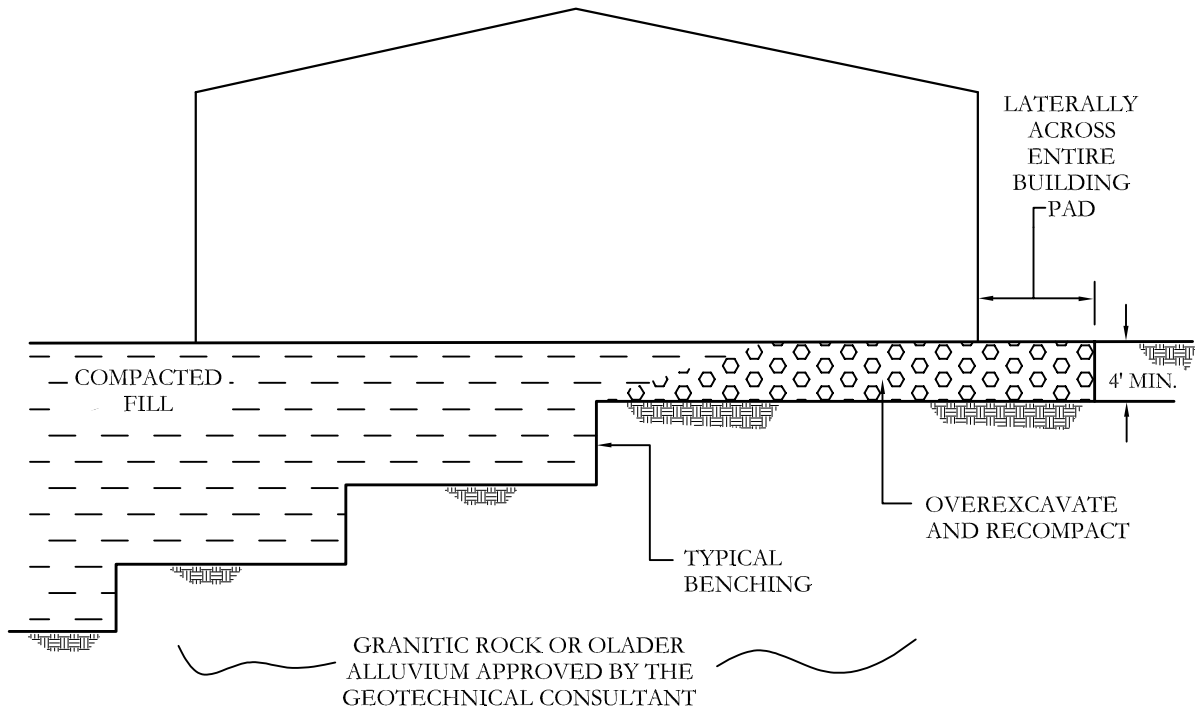 LATERALLY
ACROSS
ENTIRE
BUILDING
PAD
COMPACTED
FILL
4' MIN.
OVEREXCAVATE
AND RECOMPACT
TYPICAL
BENCHING
GRANITIC ROCK OR OLADER
ALLUVIUM APPROVED BY THE
GEOTECHNICAL CONSULTANT